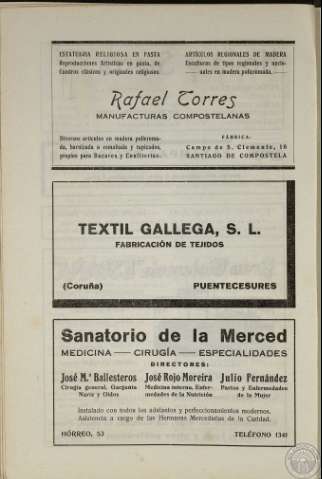 ESTATUARIA RELIGIOSA EN PASTA
Reproducciones Artísticas en pasta, de
Cuadros clásicos y originales religiosos
ARTÍCULOS REGIONALES DE MADERA
Esculturas de tipos regionales y nacio-
nales en madera policromada.
Rafael Torres
MANUFACTURAS COMPOSTELANAS
Diversos artículos en madera policroma-
da, barnizada o esmaltada y tapizados,
propios para Bazares y Confiterías.
FÁBRICA:
Campo de S. Clemente, 16
SANTIAGO DE COMPOSTELA
TEXTIL GALLEGA, S. L.
FABRICACIÓN DE TEJIDOS
(Coruña) PUENTECESURES
Sanatorio de la Merced
MEDICINA — CIRUGÍA — ESPECIALIDADES
DIRECTORES:
José M.ª Ballesteros
Cirugía general, Garganta
Nariz y Oídos
José Rojo Moreira
Medicina interna, Enfer-
medades de la Nutrición
Julio Fernández
Partos y Enfermedades
de la Mujer
Instalado con todos los adelantos y perfeccionamientos modernos.
Asistencia a cargo de las Hermanas Mercedarias de la Caridad.
HÓRREO, 53 TELÉFONO 1341